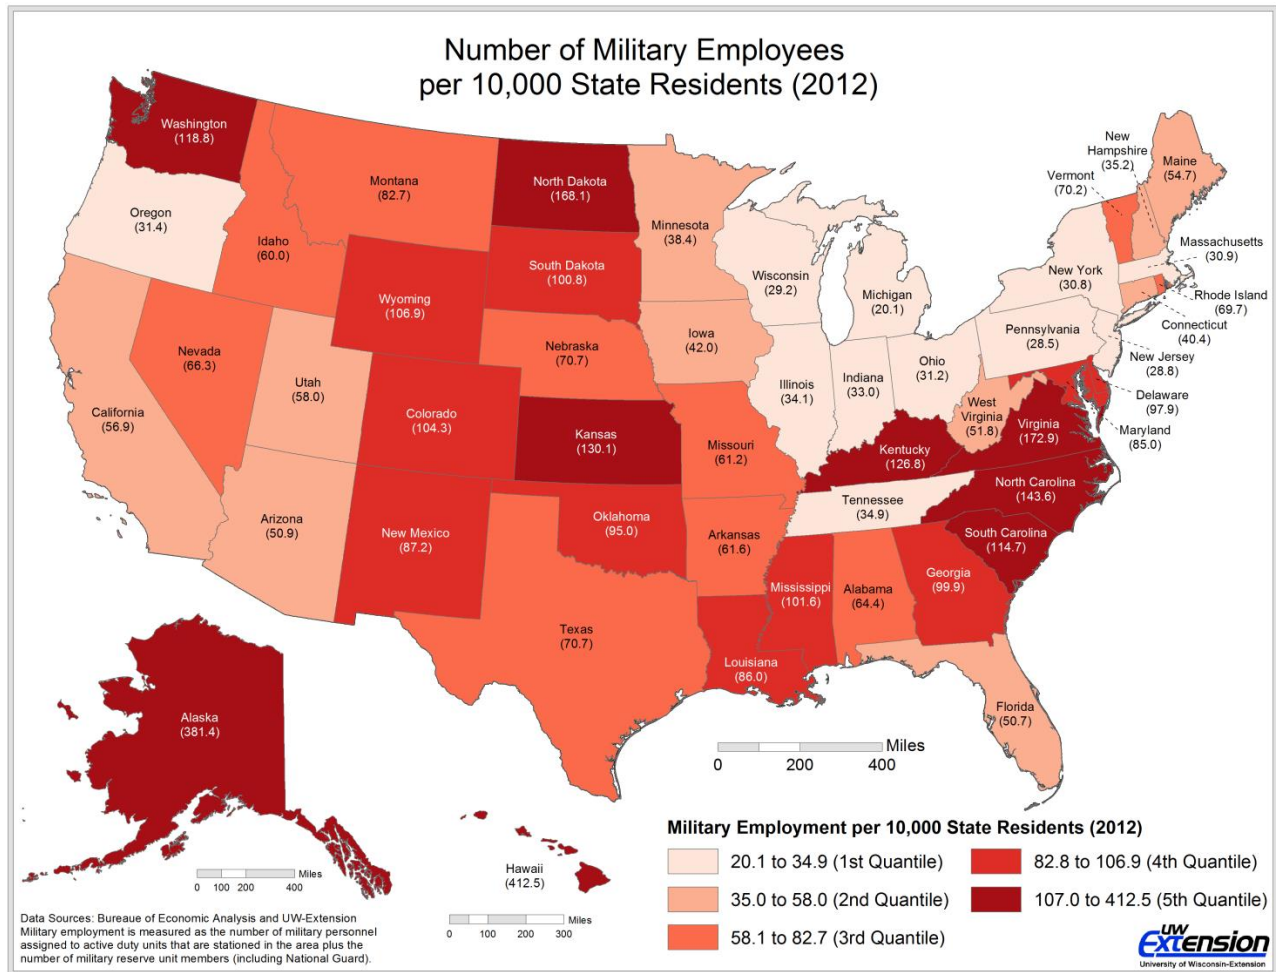 Number of Military Employees
per 10,000 State Residents (2012)
Washington
(118.8)
Oregon
(31.4)
California
(56.9)
Nevada
(66.3)
Idaho
(60.0)
Montana
(82.7)
Wyoming
(106.9)
Utah
(58.0)
Arizona
(50.9)
Colorado
(104.3)
New Mexico
(87.2)
North Dakota
(168.1)
South Dakota
(100.8)
Nebraska
(70.7)
Kansas
(130.1)
Oklahoma
(95.0)
Texas
(70.7)
Minnesota
(38.4)
Iowa
(42.0)
Missouri
(61.2)
Arkansas
(61.6)
Louisiana
(86.0)
Wisconsin
(29.2)
Illinois
(34.1)
Michigan
(20.1)
Indiana
(33.0)
Ohio
(31.2)
Kentucky
(126.8)
Tennessee
(34.9)
Mississippi
(101.6)
Alabama
(64.4)
Georgia
(99.9)
Florida
(50.7)
South Carolina
(114.7)
North Carolina
(143.6)
Virginia
(172.9)
West
Virginia
(51.8)
Pennsylvania
(28.5)
New York
(30.8)
Vermont
(70.2)
New
Hampshire
(35.2)
Maine
(54.7)
Massachusetts
(30.9)
Rhode Island
(69.7)
Connecticut
(40.4)
New Jersey
(28.8)
Delaware
(97.9)
Maryland
(85.0)
Alaska
(381.4)
Hawaii
(412.5)
Miles
0 200 400
Miles
0 100 200 300 400
Miles
0 100 200 300
Military Employment per 10,000 State Residents (2012)
20.1 to 34.9 (1st Quantile)
35.0 to 58.0 (2nd Quantile)
58.1 to 82.7 (3rd Quantile)
82.8 to 106.9 (4th Quantile)
107.0 to 412.5 (5th Quantile)
Data Sources: Bureaue of Economic Analysis and UW-Extension
Military employment is measured as the number of military personnel
assigned to active duty units that are stationed in the area plus the
number of military reserve unit members (including National Guard).
UW
Extension
University of Wisconsin-Extension